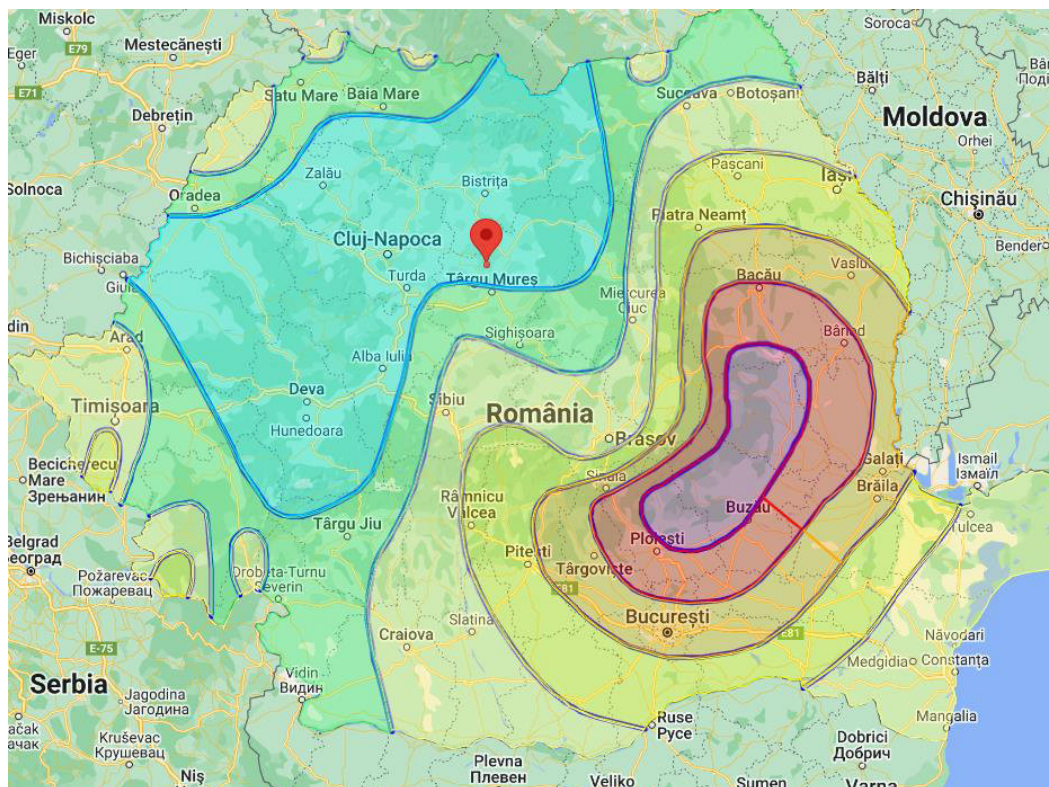 Miskolc
Soroca
Сорока
Eger
E79
Mestecănești
Bălți
E71
Satu Mare
Baia Mare
Suceava
Botoșani
Moldova
Debrețin
Orhei
Zalău
Bistrița
Pașcani
Iași
Solnoca
Oradea
Chișinău
Piatra Neamț
Cluj-Napoca
Bender
Bichișciaba
Turda
Târgu Mureș
Bacău
Vaslui
Giula
Miercurea
Ciuc
Arad
Sighișoara
Bârlad
Alba Iulia
Deva
Timișoara
Hunedoara
Sibiu
România
Brașov
Becicherecu
Mare
Зрењанин
Sinaia
Galați
Ismail
Ізмаїл
Brăila
Râmnicu
Vâlcea
Buzău
Târgu Jiu
Tulcea
Belgrad
Београд
Pitești
Ploiești
Târgoviște
Požarevac
Пожаревац
Drobeta-Turnu
Severin
E81
București
E81
Slatina
Craiova
Năvodari
E-75
Medgidia
Constanța
Vidin
Видин
Serbia
Jagodina
Јагодина
Ruse
Русе
Mangalia
Kruševac
Крушевац
Plevna
Плевен
Dobrici
Добрич
Niș
Veliko
Sumen
Varna